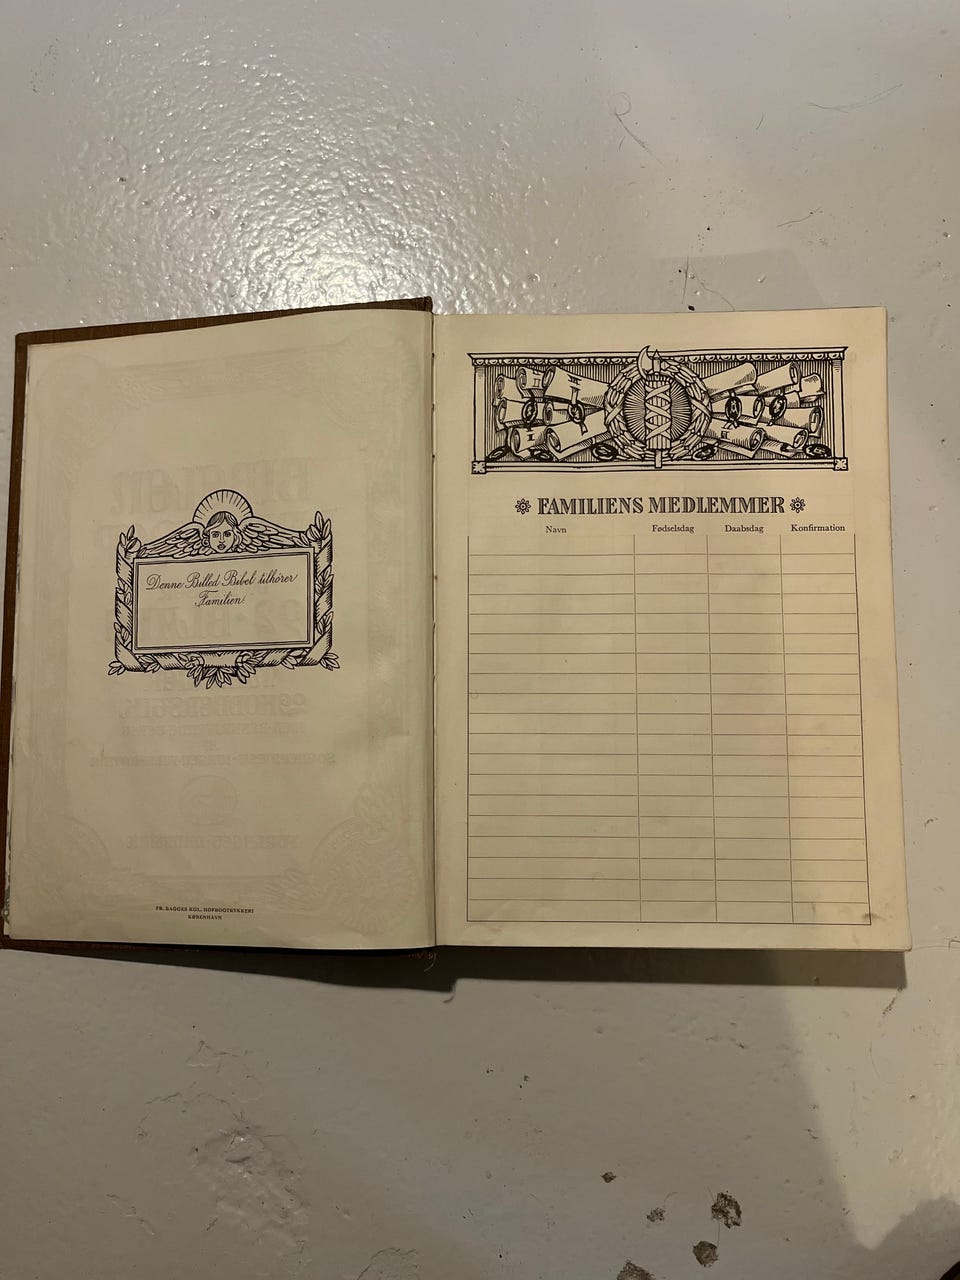 Denne Billed Bibel tilhører
Familien:
FR. BAGGES KGL. HOFBOGTRYKKERI
KØBENHAVN
FAMILIENS MEDLEMMER
Navn Fødselsdag Daabsdag Konfirmation